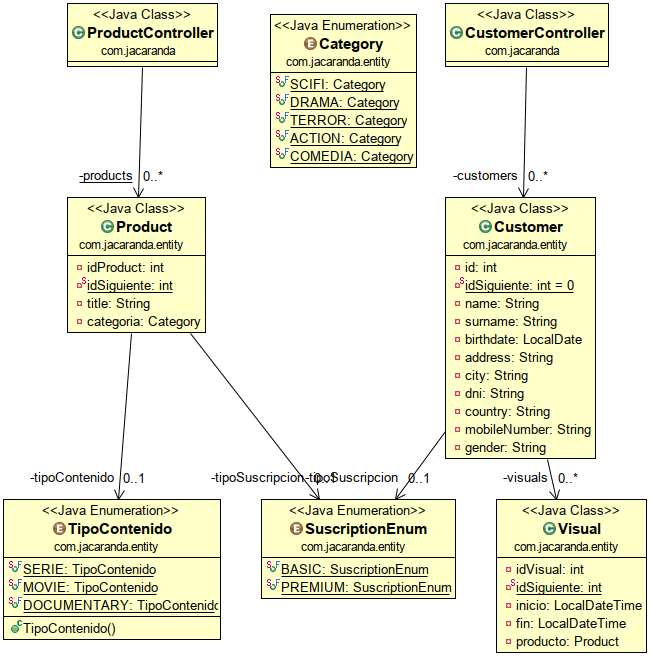 <<Java Class>>
ProductController
com.jacaranda
<<Java Enumeration>>
Category
com.jacaranda.entity
SCIFI: Category
DRAMA: Category
TERROR: Category
ACTION: Category
COMEDIA: Category
<<Java Class>>
CustomerController
com.jacaranda
-products 0..*
-customers 0..*
<<Java Class>>
Product
com.jacaranda.entity
idProduct: int
idSiguiente: int
title: String
categoria: Category
<<Java Class>>
Customer
com.jacaranda.entity
id: int
idSiguiente: int = 0
name: String
surname: String
birthdate: LocalDate
address: String
city: String
dni: String
country: String
mobileNumber: String
gender: String
-tipoContenido 0..1
-tipoSuscripcion 0..1
-tipoSuscripcion 0..1
-visuals 0..*
<<Java Enumeration>>
TipoContenido
com.jacaranda.entity
SERIE: TipoContenido
MOVIE: TipoContenido
DOCUMENTARY: TipoContenido
TipoContenido()
<<Java Enumeration>>
SuscriptionEnum
com.jacaranda.entity
BASIC: SuscriptionEnum
PREMIUM: SuscriptionEnum
<<Java Class>>
Visual
com.jacaranda.entity
idVisual: int
idSiguiente: int
inicio: LocalDateTime
fin: LocalDateTime
producto: Product